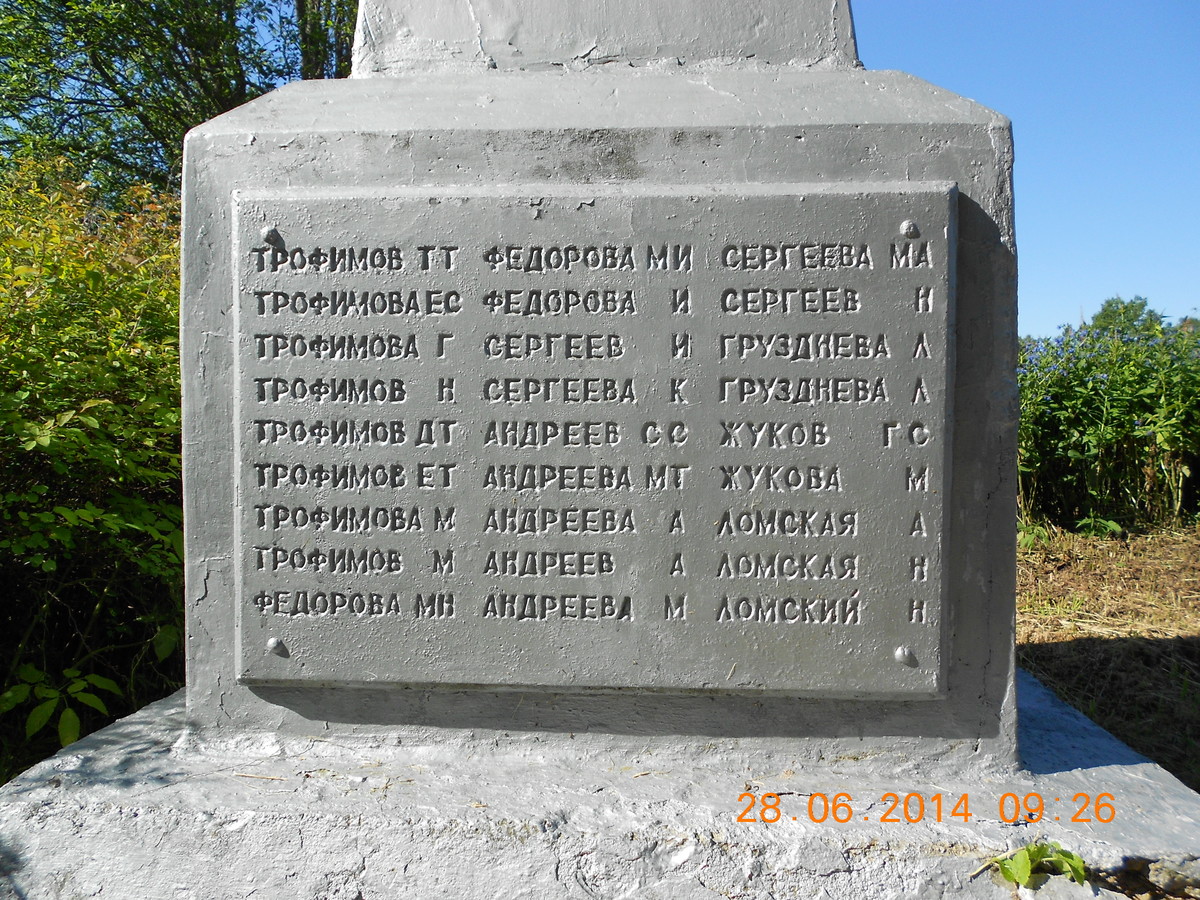 ТРОФИМОВ ТТ ФЕДОРОВА МИ СЕРГЕЕВА МА
ТРОФИМОВА ЕС ФЕДОРОВА И СЕРГЕЕВ Н
ТРОФИМОВА Г СЕРГЕЕВ И ГРУЗДНЕВА Л
ТРОФИМОВ Н СЕРГЕЕВА К ГРУЗДНЕВА Л
ТРОФИМОВ ДТ АНДРЕЕВ СС ЖУКОВ ГС
ТРОФИМОВ ЕТ АНДРЕЕВА МТ ЖУКОВА М
ТРОФИМОВА М АНДРЕЕВА А ЛОМСКАЯ А
ТРОФИМОВ М АНДРЕЕВ А ЛОМСКАЯ Н
ФЕДОРОВА МН АНДРЕЕВА М ЛОМСКИЙ Н
28.06.2014 09:26